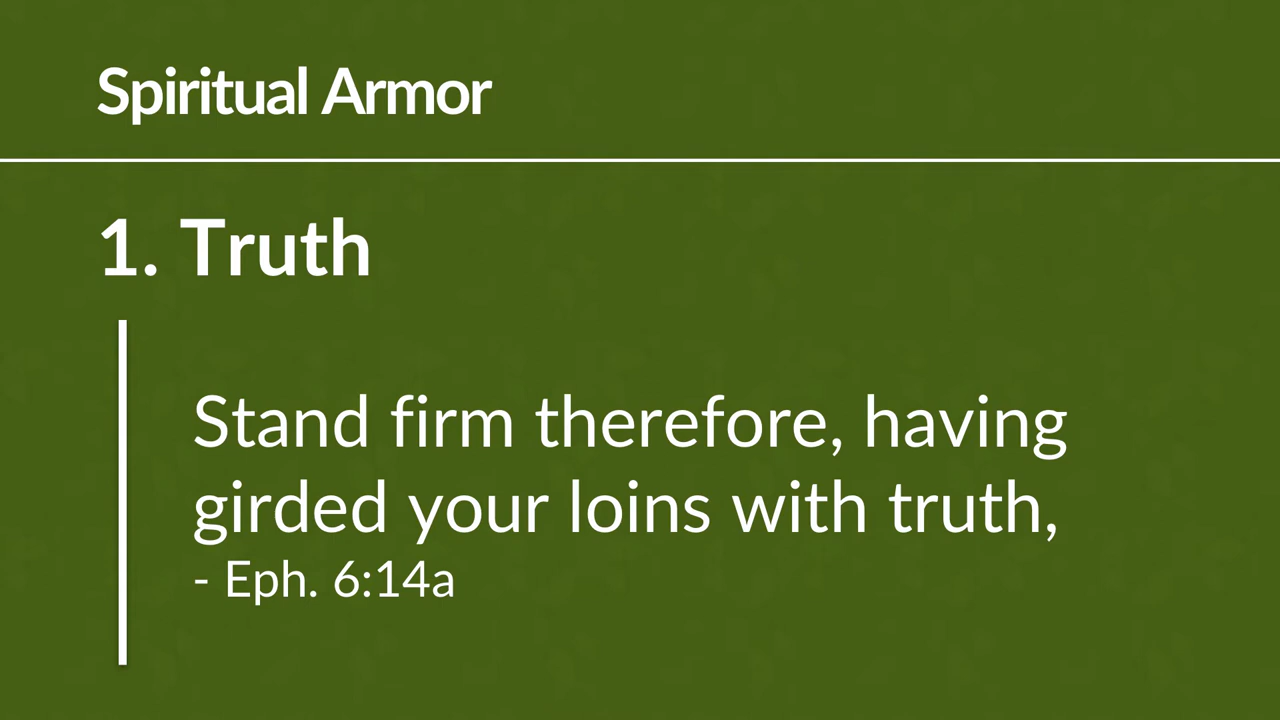 Spiritual Armor
1. Truth
Stand firm therefore, having
girded your loins with truth,
- Eph. 6:14a